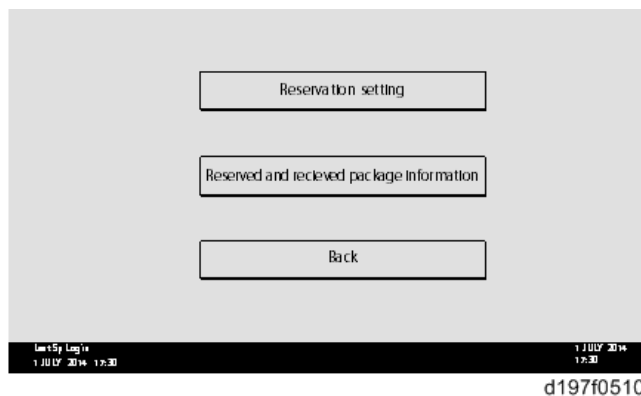 Reservation setting
Reserved and recieved package information
Back
Last Sp Login
1 JULY 2014 17:30
1 JULY 2014
17:30
d197f0510